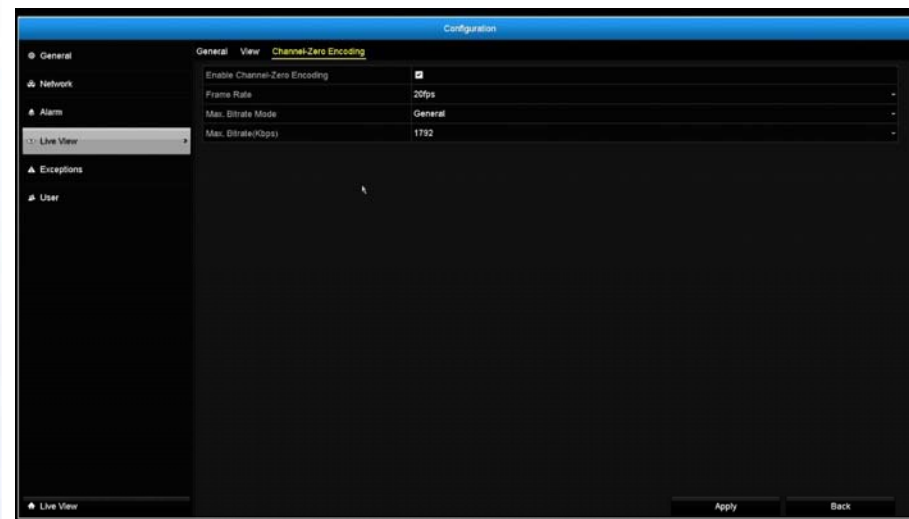 Configuration
General
Network
Alarm
Live View
Exceptions
User
General View Channel-Zero Encoding
Enable Channel-Zero Encoding
Frame Rate 20fps
Max. Bitrate Mode General
Max. Bitrate(Kbps) 1792
Live View
Apply Back